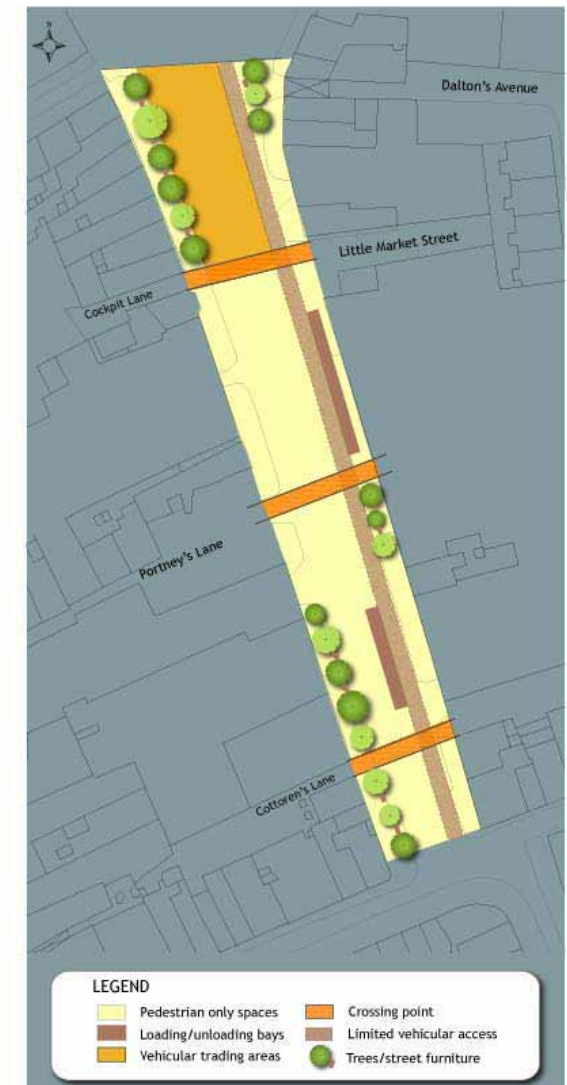 N
Dalton's Avenue
Little Market Street
Cockpit Lane
Portney's Lane
Cottoren's Lane
LEGEND
Pedestrian only spaces
Crossing point
Loading/unloading bays
Limited vehicular access
Vehicular trading areas
Trees/street furniture